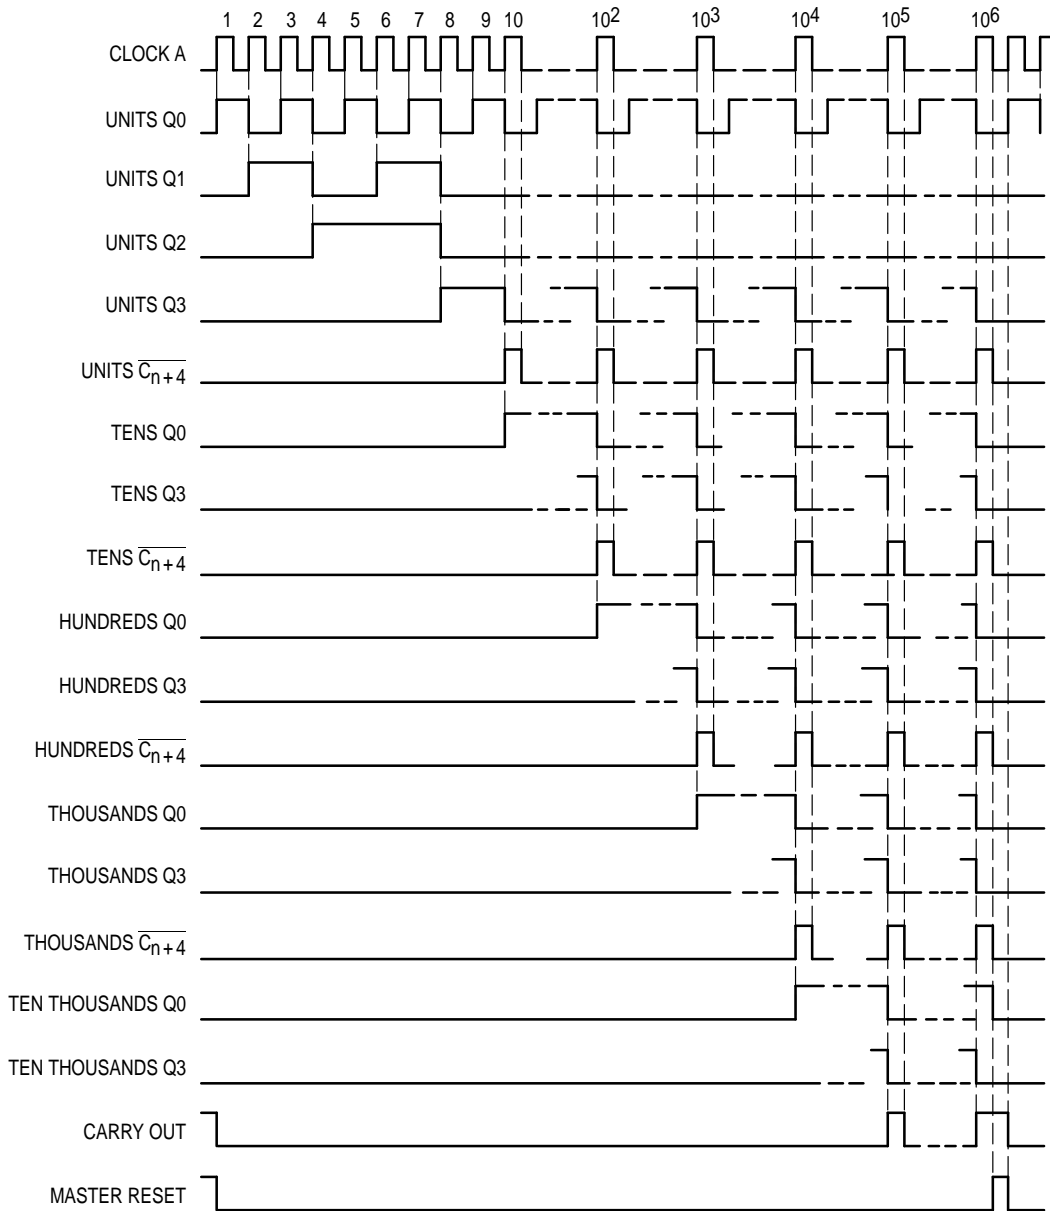 1 2 3 4 5 6 7 8 9 10 10² 10³ 10⁴ 10⁵ 10⁶
CLOCK A
UNITS Q0
UNITS Q1
UNITS Q2
UNITS Q3
UNITS C̅n+4
TENS Q0
TENS Q3
TENS C̅n+4
HUNDREDS Q0
HUNDREDS Q3
HUNDREDS C̅n+4
THOUSANDS Q0
THOUSANDS Q3
THOUSANDS C̅n+4
TEN THOUSANDS Q0
TEN THOUSANDS Q3
CARRY OUT
MASTER RESET